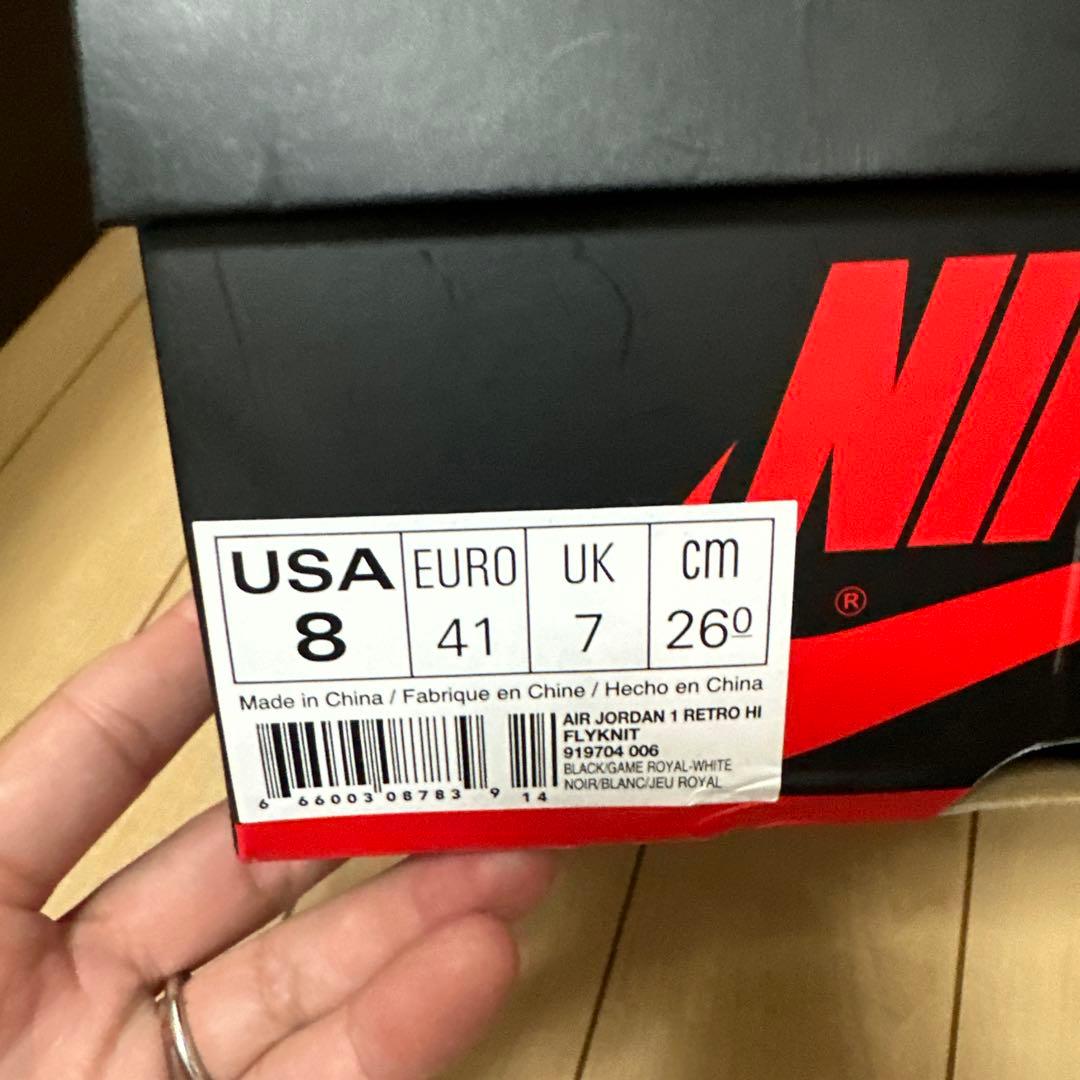 NI
®
USA EURO UK cm
8 41 7 26⁰
Made in China / Fabrique en Chine / Hecho en China
AIR JORDAN 1 RETRO HI
FLYKNIT
919704 006
BLACK/GAME ROYAL-WHITE
NOIR/BLANC/JEU ROYAL
6 66003 08783 9 14